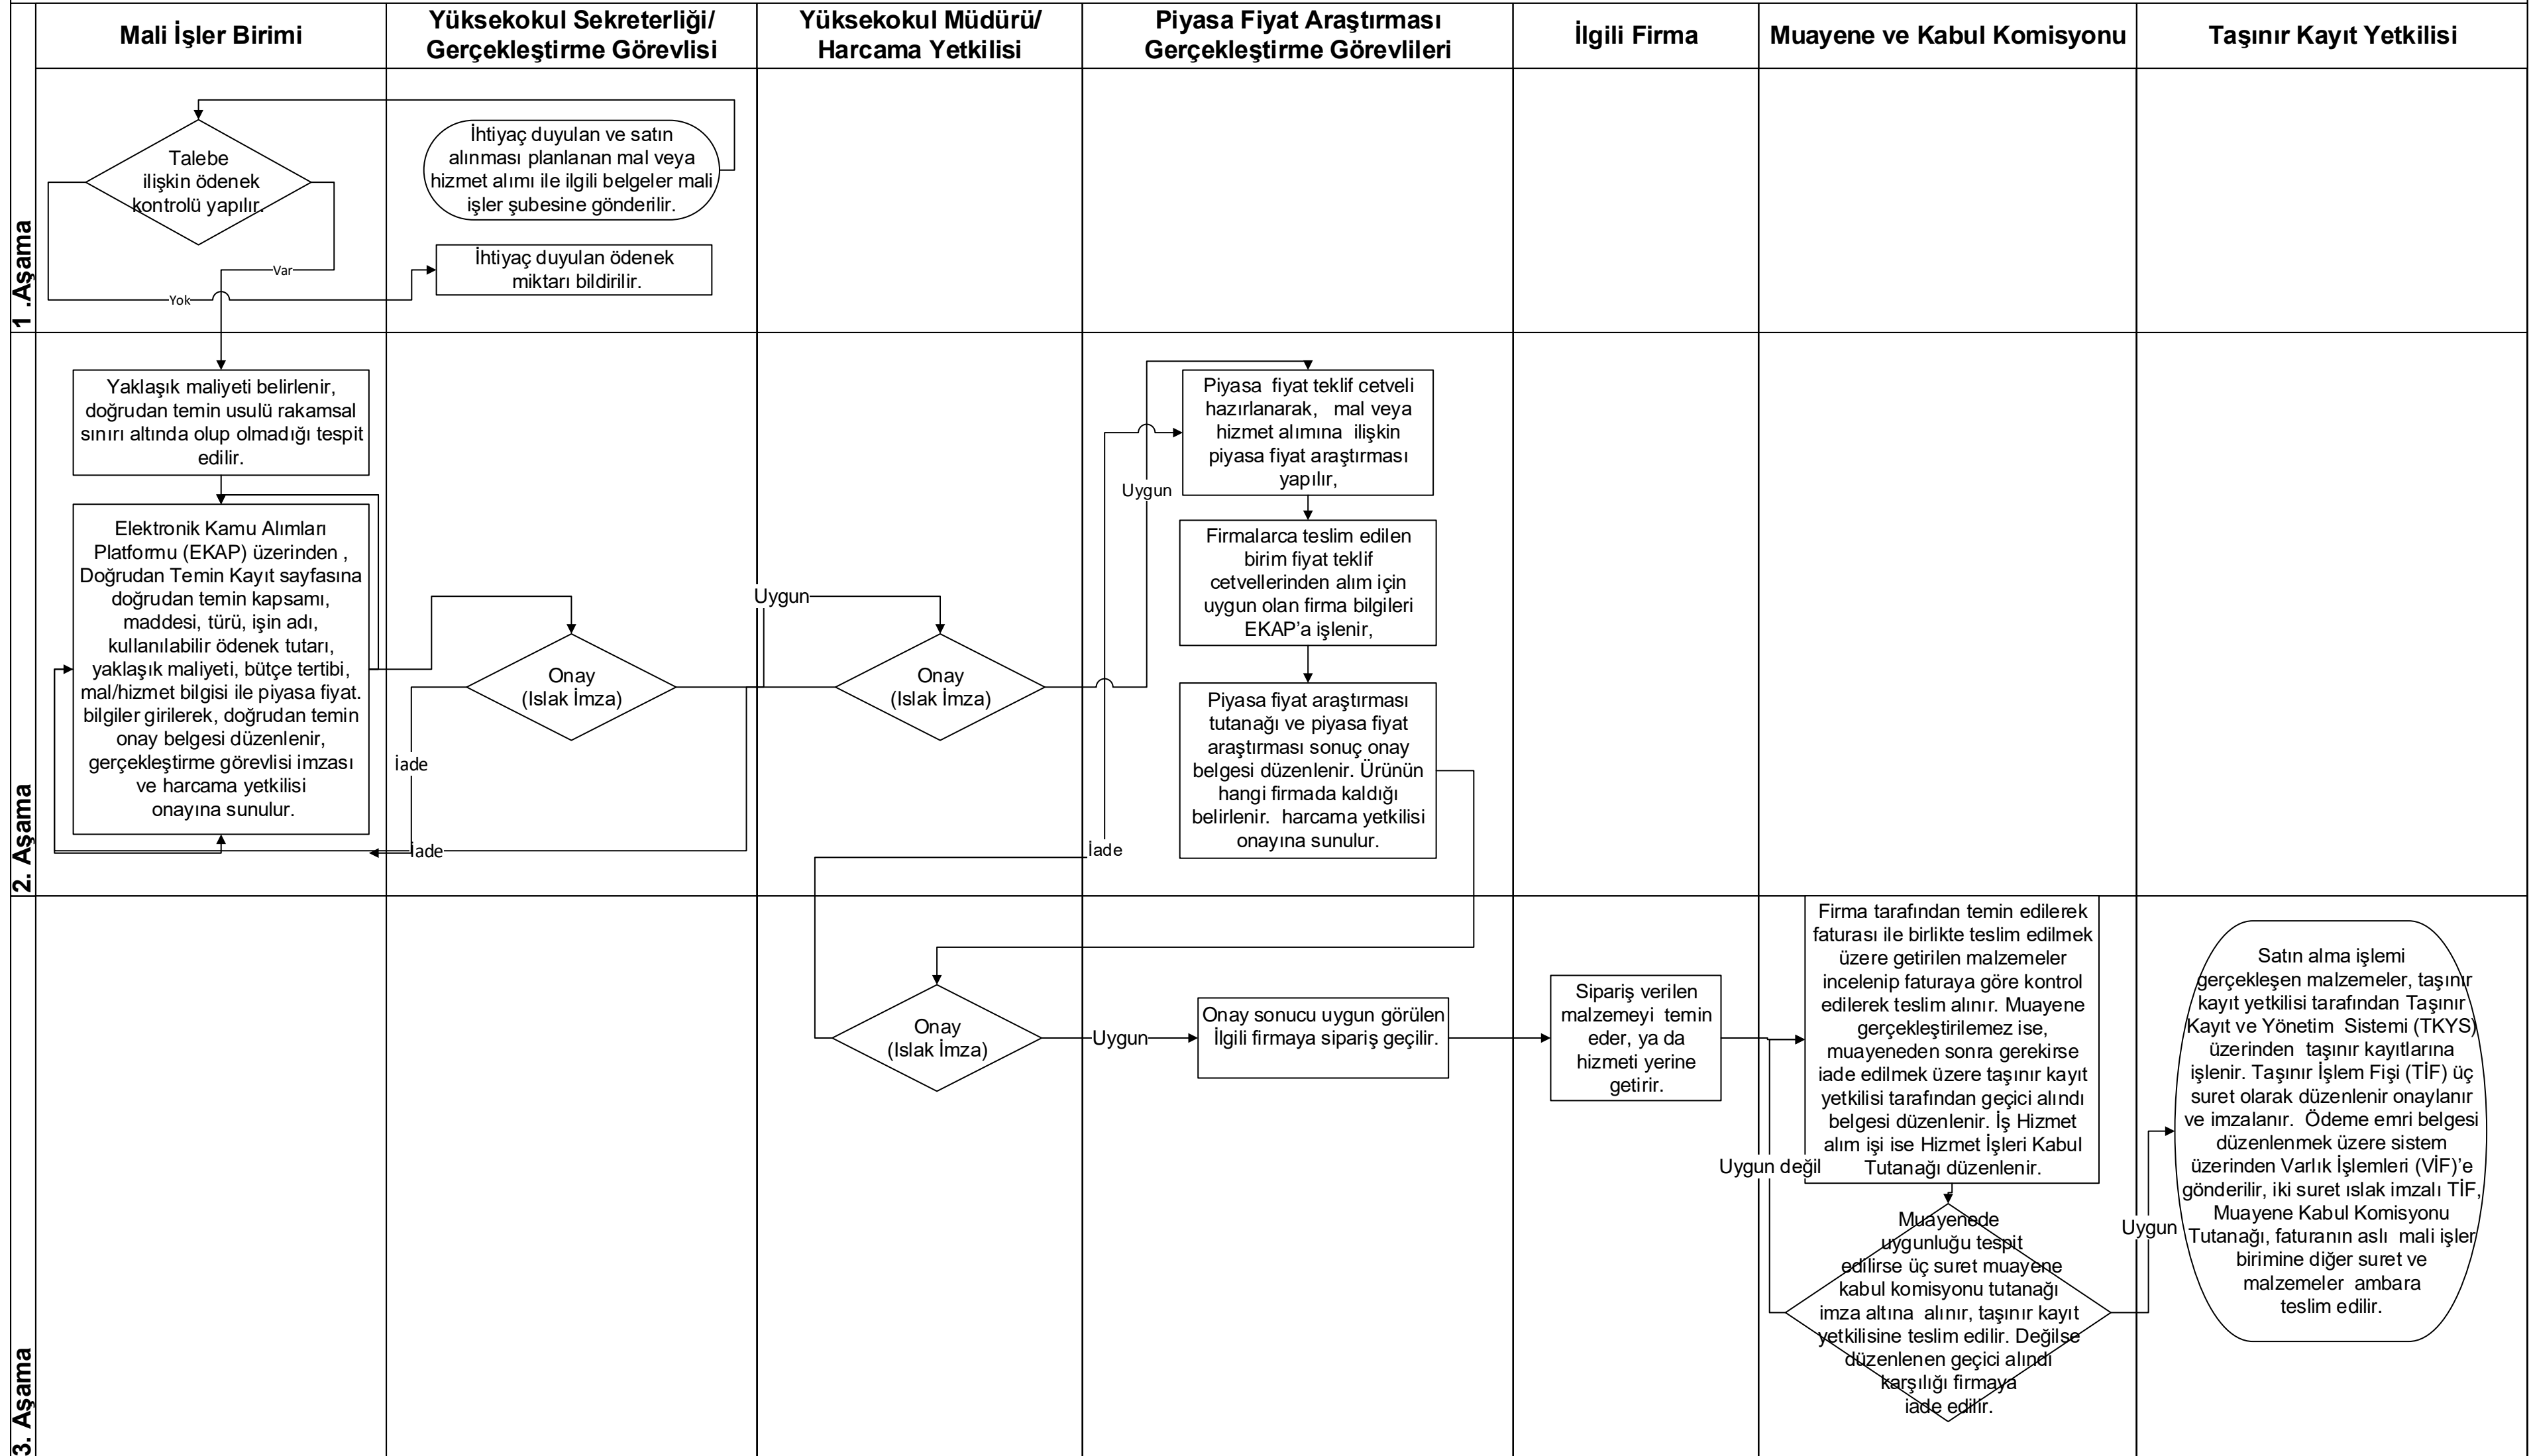 Mali İşler Birimi
Yüksekokul Sekreterliği/
Gerçekleştirme Görevlisi
Yüksekokul Müdürü/
Harcama Yetkilisi
Piyasa Fiyat Araştırması
Gerçekleştirme Görevlileri
İlgili Firma
Muayene ve Kabul Komisyonu
Taşınır Kayıt Yetkilisi
1 .Aşama
Talebe
ilişkin ödenek
kontrolü yapılır.
İhtiyaç duyulan ve satın
alınması planlanan mal veya
hizmet alımı ile ilgili belgeler mali
işler şubesine gönderilir.
İhtiyaç duyulan ödenek
miktarı bildirilir.
Var
Yok
2. Aşama
Yaklaşık maliyeti belirlenir,
doğrudan temin usulü rakamsal
sınırı altında olup olmadığı tespit
edilir.
Elektronik Kamu Alımları
Platformu (EKAP) üzerinden ,
Doğrudan Temin Kayıt sayfasına
doğrudan temin kapsamı,
maddesi, türü, işin adı,
kullanılabilir ödenek tutarı,
yaklaşık maliyeti, bütçe tertibi,
mal/hizmet bilgisi ile piyasa fiyat.
bilgiler girilerek, doğrudan temin
onay belgesi düzenlenir,
gerçekleştirme görevlisi imzası
ve harcama yetkilisi
onayına sunulur.
Onay
(Islak İmza)
İade
İade
Uygun
Onay
(Islak İmza)
Uygun
İade
Piyasa  fiyat teklif cetveli
hazırlanarak,   mal veya
hizmet alımına  ilişkin
piyasa fiyat araştırması
yapılır,
Firmalarca teslim edilen
birim fiyat teklif
cetvellerinden alım için
uygun olan firma bilgileri
EKAP’a işlenir,
Piyasa fiyat araştırması
tutanağı ve piyasa fiyat
araştırması sonuç onay
belgesi düzenlenir. Ürünün
hangi firmada kaldığı
belirlenir.  harcama yetkilisi
onayına sunulur.
3. Aşama
Onay
(Islak İmza)
Uygun
Onay sonucu uygun görülen
İlgili firmaya sipariş geçilir.
Sipariş verilen
malzemeyi  temin
eder, ya da
hizmeti yerine
getirir.
Firma tarafından temin edilerek
faturası ile birlikte teslim edilmek
üzere getirilen malzemeler
incelenip faturaya göre kontrol
edilerek teslim alınır. Muayene
gerçekleştirilemez ise,
muayeneden sonra gerekirse
iade edilmek üzere taşınır kayıt
yetkilisi tarafından geçici alındı
belgesi düzenlenir. İş Hizmet
alım işi ise Hizmet İşleri Kabul
Tutanağı düzenlenir.
Uygun değil
Muayenede
uygunluğu tespit
edilirse üç suret muayene
kabul komisyonu tutanağı
imza altına  alınır, taşınır kayıt
yetkilisine teslim edilir. Değilse
düzenlenen geçici alındı
karşılığı firmaya
iade edilir.
Uygun
Satın alma işlemi
gerçekleşen malzemeler, taşınır
kayıt yetkilisi tarafından Taşınır
Kayıt ve Yönetim  Sistemi (TKYS)
üzerinden  taşınır kayıtlarına
işlenir. Taşınır İşlem Fişi (TİF) üç
suret olarak düzenlenir onaylanır
ve imzalanır.  Ödeme emri belgesi
düzenlenmek üzere sistem
üzerinden Varlık İşlemleri (VİF)’e
gönderilir, iki suret ıslak imzalı TİF,
Muayene Kabul Komisyonu
Tutanağı, faturanın aslı  mali işler
birimine diğer suret ve
malzemeler  ambara
teslim edilir.